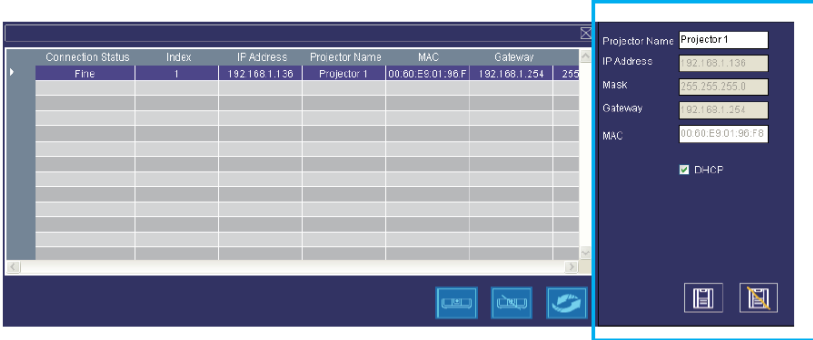 Connection Status Index IP Address Projector Name MAC Gateway
Fine 1 192.168.1.136 Projector 1 00:60:E9:01:96:F 192.168.1.254 255
Projector Name Projector 1
IP Address 192.168.1.136
Mask 255.255.255.0
Gateway 192.168.1.254
MAC 00:60:E9:01:96:F8
DHCP